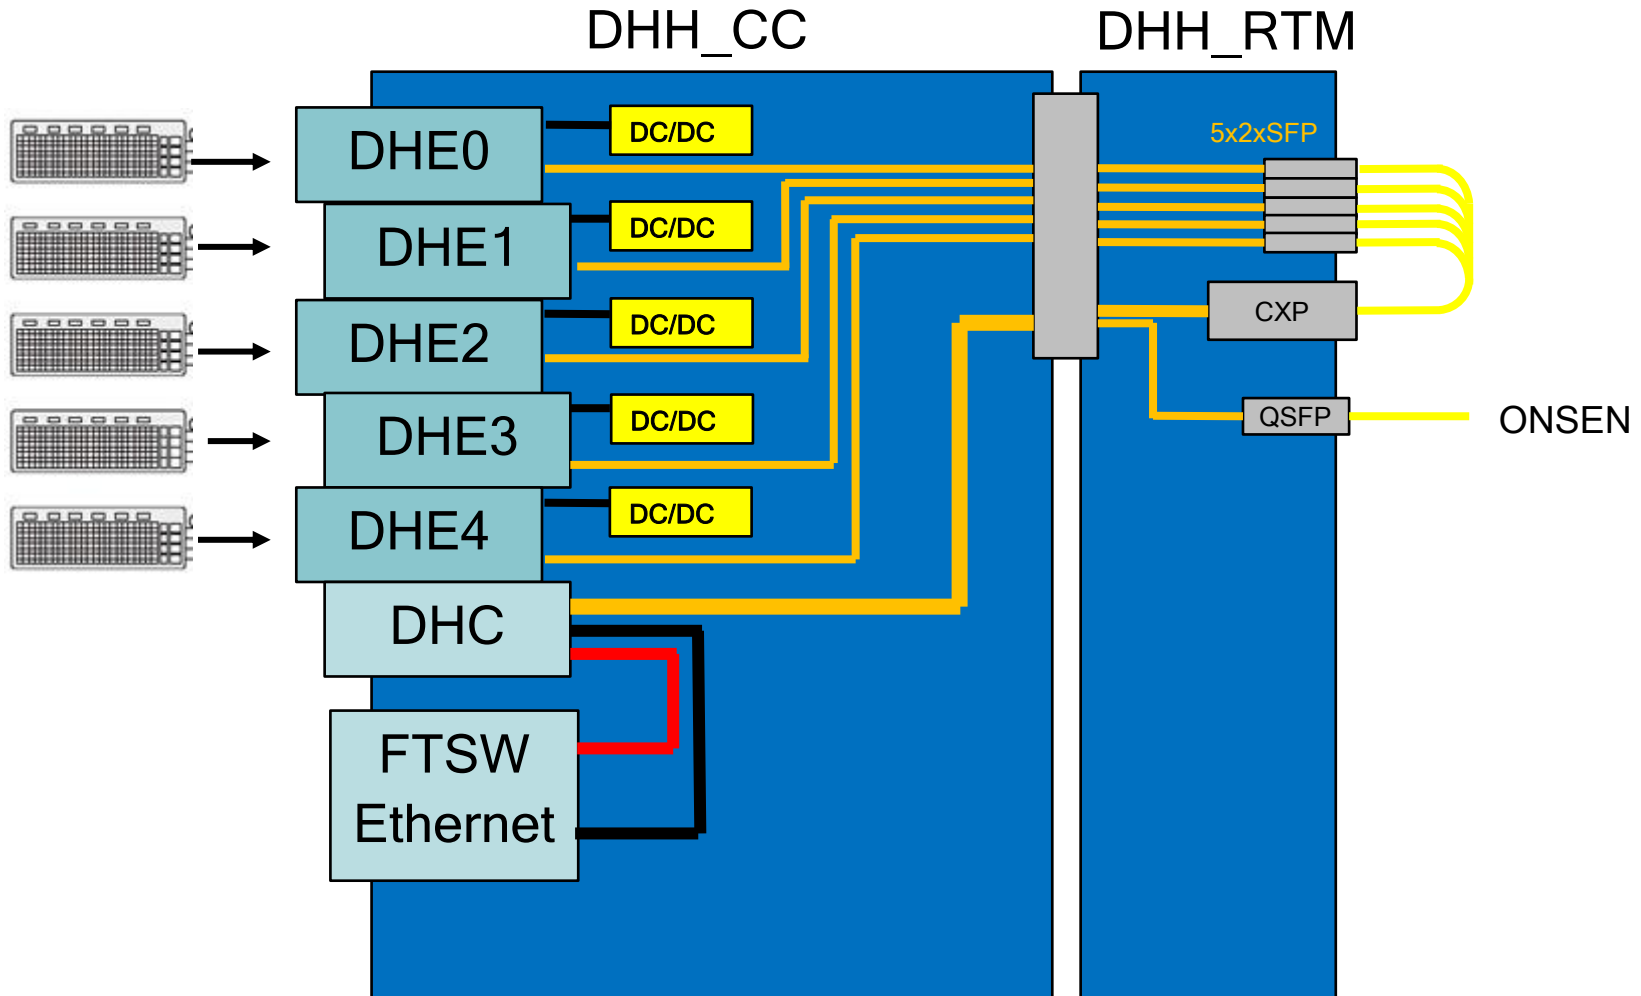 DHH_CC
DHH_RTM
DHE0
DC/DC
5x2xSFP
DHE1
DC/DC
DHE2
DC/DC
CXP
DHE3
DC/DC
QSFP
ONSEN
DHE4
DC/DC
DHC
FTSW
Ethernet